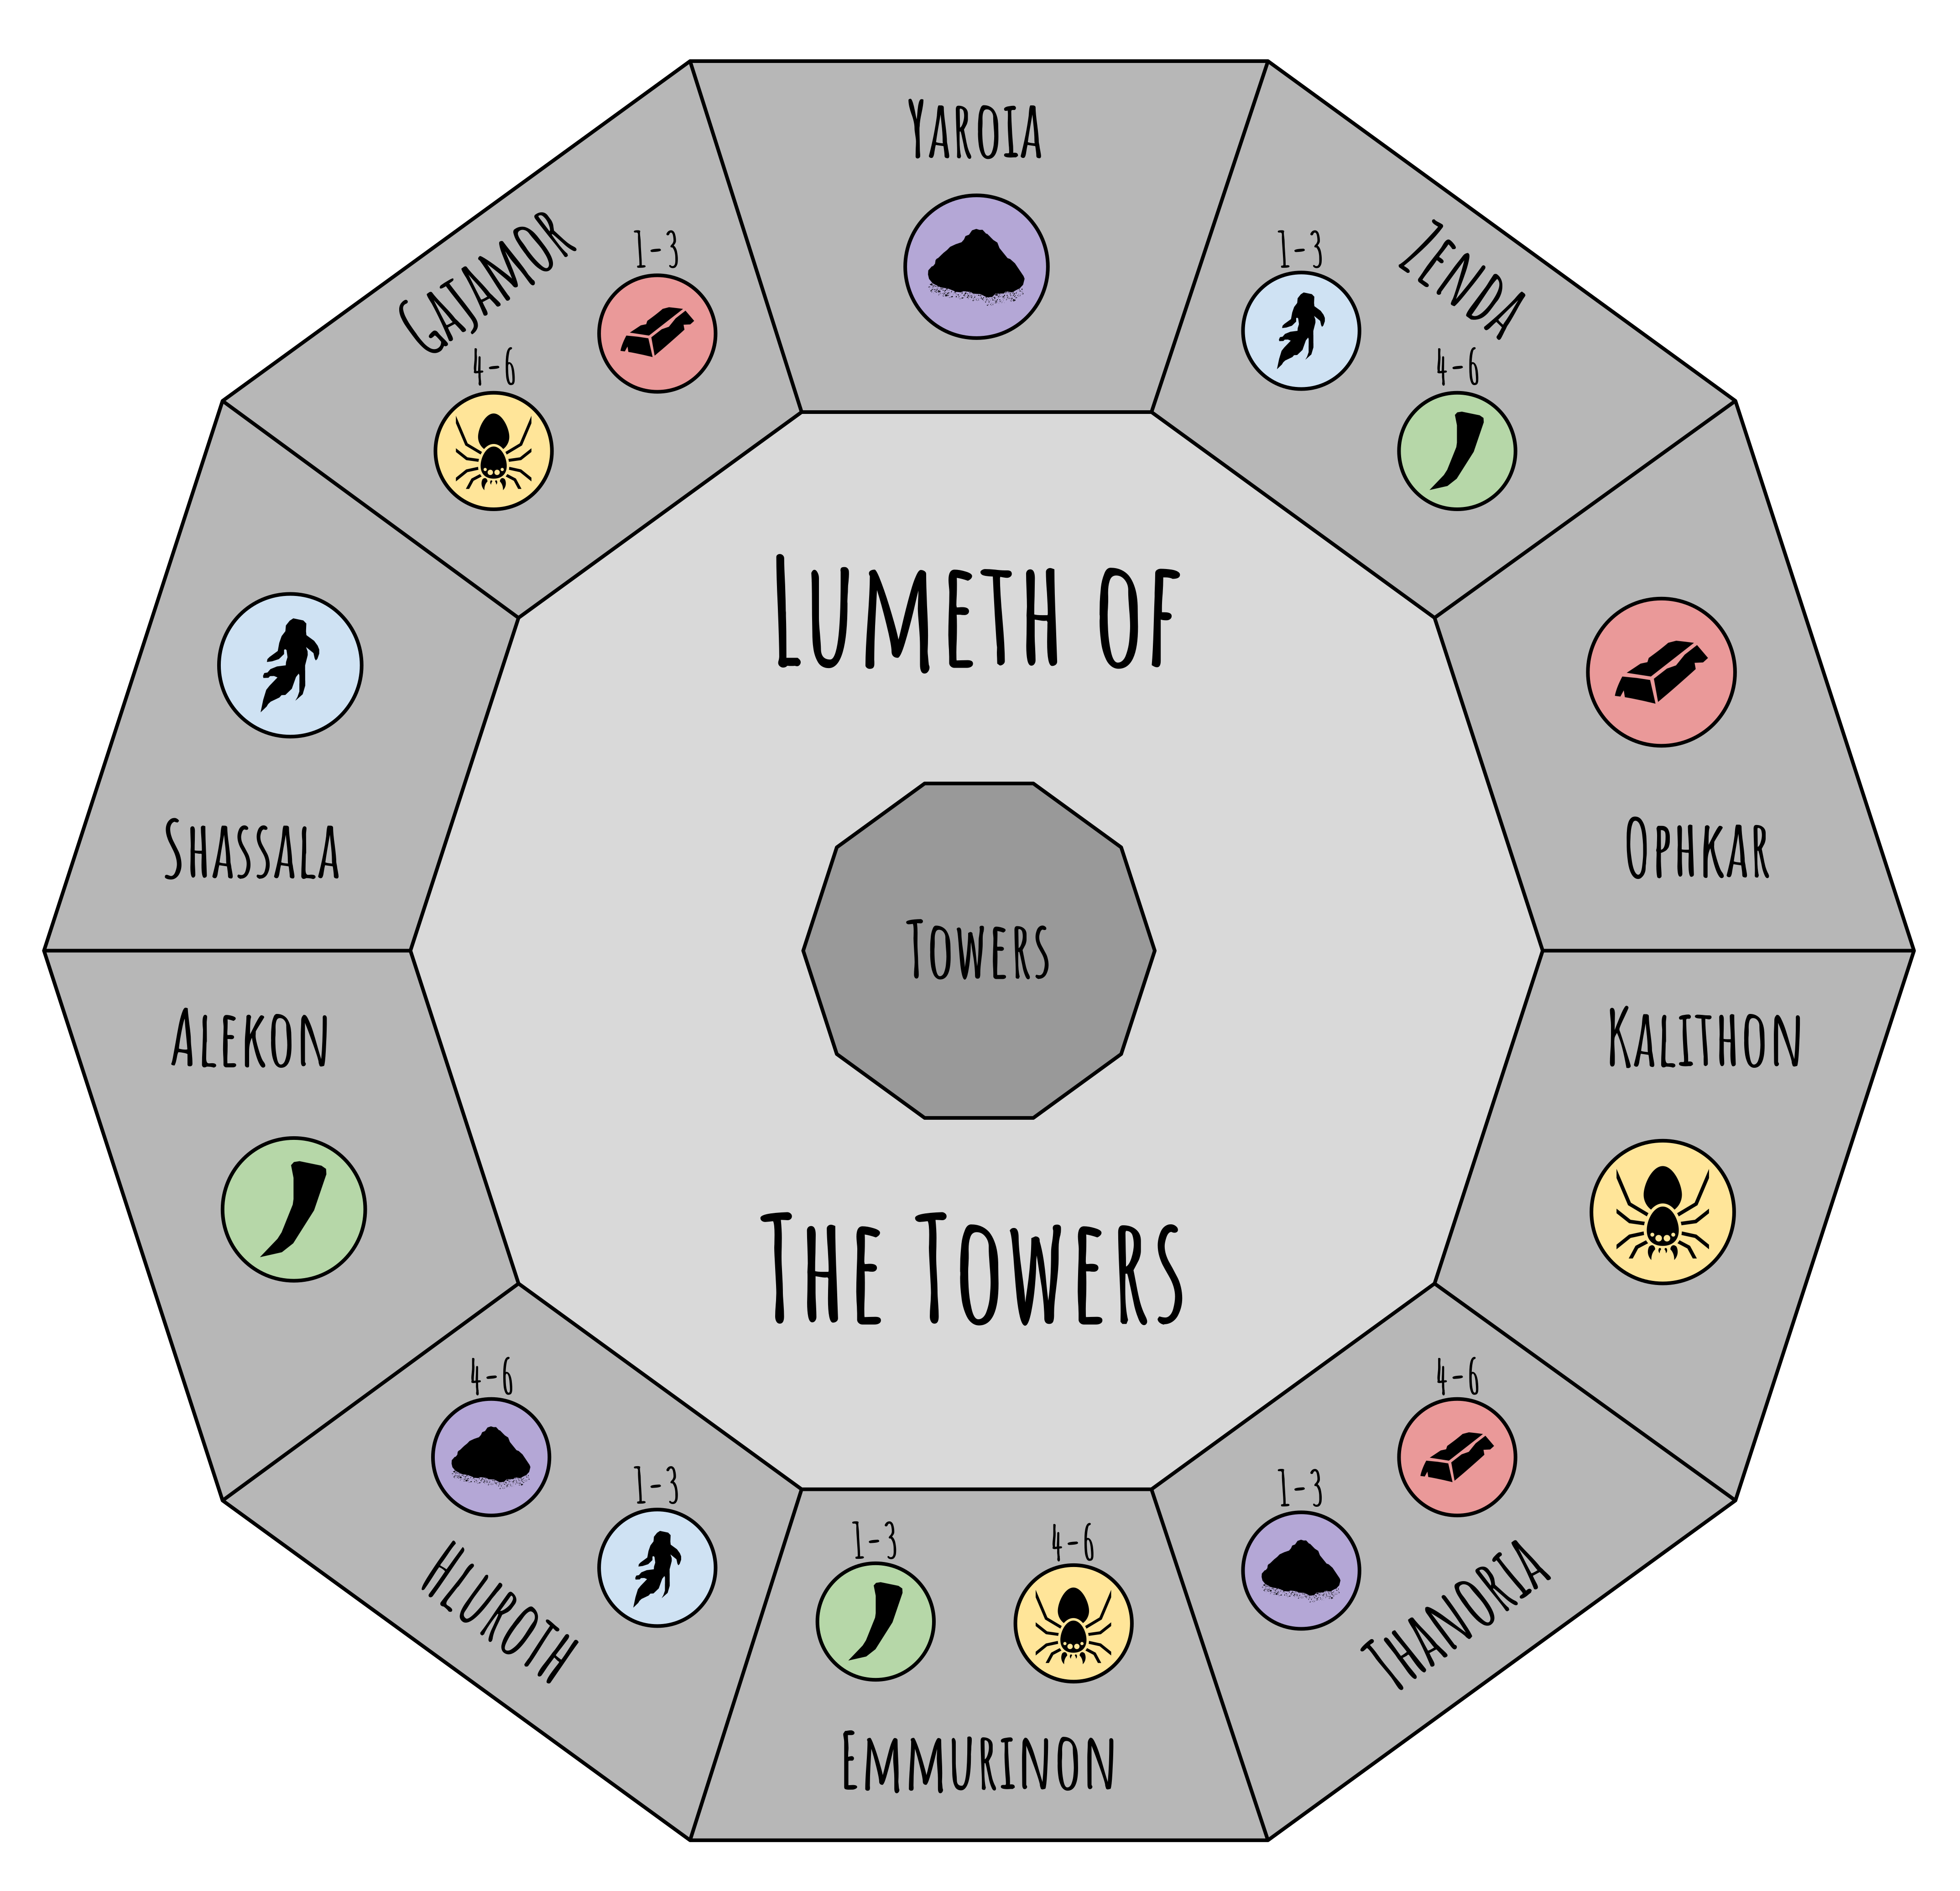 Yaroia
Gatanor
1-3
4-6
Zenda
1-3
4-6
Lumeth of
Shassala
Ophkar
Towers
Alekon
Kalithon
The Towers
4-6
1-3
Hluroth
1-3
4-6
Emmurinon
4-6
1-3
Thanoria